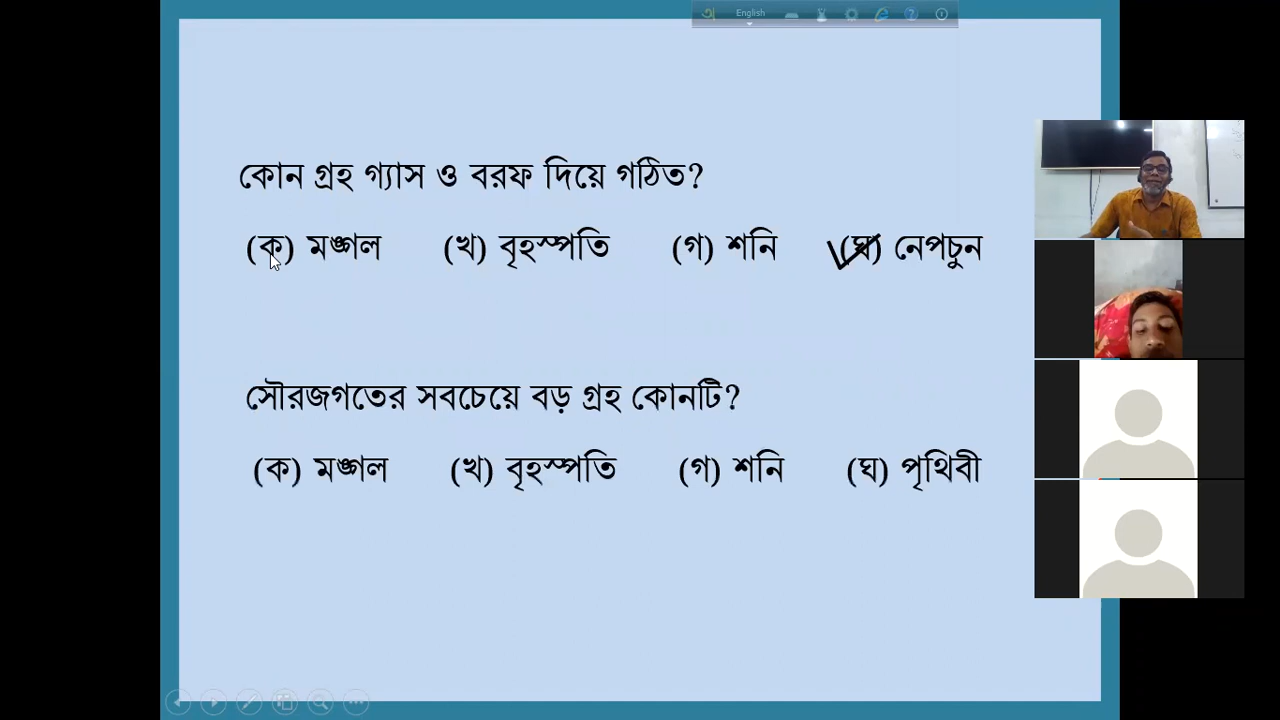 English
কোন গ্রহ গ্যাস ও বরফ দিয়ে গঠিত?
(ক) মঙ্গল (খ) বৃহস্পতি (গ) শনি (ঘ) নেপচুন
সৌরজগতের সবচেয়ে বড় গ্রহ কোনটি?
(ক) মঙ্গল (খ) বৃহস্পতি (গ) শনি (ঘ) পৃথিবী